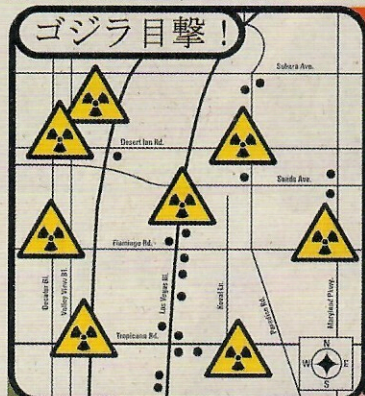 ゴジラ目撃!
Sahara Ave.
Desert Inn Rd.
Sands Ave.
Flamingo Rd.
Decatur Bl.
Valley View Bl.
Las Vegas Bl.
Koval Ln.
Paradise Rd.
Maryland Pkwy.
Tropicana Rd.
N
W E
S